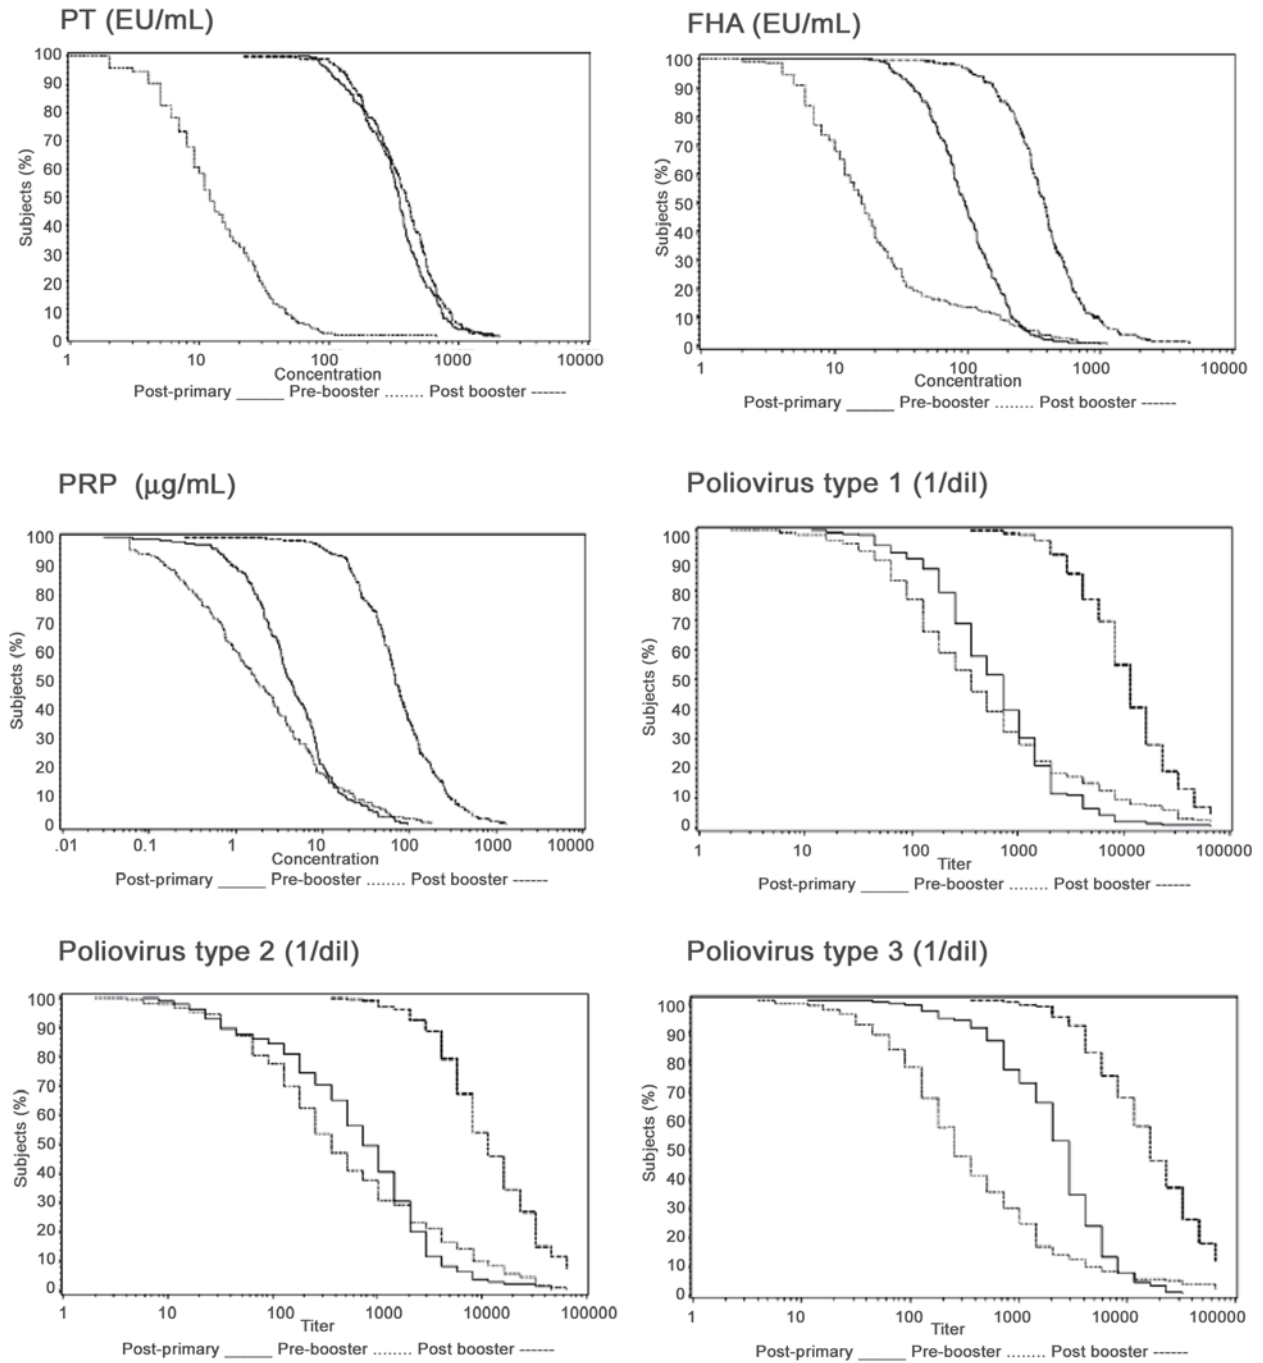 PT (EU/mL)
100
90
80
70
60
50
40
30
20
10
0
Subjects (%)
1 10 100 1000 10000
Concentration
Post-primary ______ Pre-booster ........ Post booster ------
FHA (EU/mL)
100
90
80
70
60
50
40
30
20
10
0
Subjects (%)
1 10 100 1000 10000
Concentration
Post-primary ______ Pre-booster ........ Post booster ------
PRP (µg/mL)
100
90
80
70
60
50
40
30
20
10
0
Subjects (%)
.01 0.1 1 10 100 1000 10000
Concentration
Post-primary ______ Pre-booster ........ Post booster ------
Poliovirus type 1 (1/dil)
100
90
80
70
60
50
40
30
20
10
0
Subjects (%)
1 10 100 1000 10000 100000
Titer
Post-primary ______ Pre-booster ........ Post booster ------
Poliovirus type 2 (1/dil)
100
90
80
70
60
50
40
30
20
10
0
Subjects (%)
1 10 100 1000 10000 100000
Titer
Post-primary ______ Pre-booster ........ Post booster ------
Poliovirus type 3 (1/dil)
100
90
80
70
60
50
40
30
20
10
0
Subjects (%)
1 10 100 1000 10000 100000
Titer
Post-primary ______ Pre-booster ........ Post booster ------